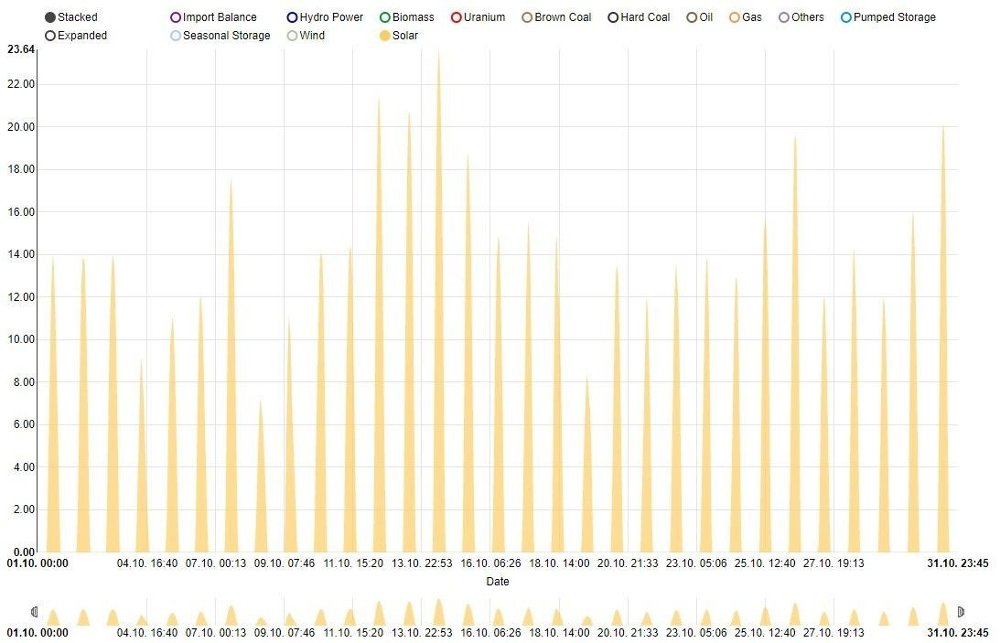 Stacked Import Balance Hydro Power Biomass Uranium Brown Coal Hard Coal Oil Gas Others Pumped Storage
Expanded Seasonal Storage Wind Solar
23.64
22.00
20.00
18.00
16.00
14.00
12.00
10.00
8.00
6.00
4.00
2.00
0.00
01.10. 00:00 04.10. 16:40 07.10. 00:13 09.10. 07:46 11.10. 15:20 13.10. 22:53 16.10. 06:26 18.10. 14:00 20.10. 21:33 23.10. 05:06 25.10. 12:40 27.10. 19:13 31.10. 23:45
Date
01.10. 00:00 04.10. 16:40 07.10. 00:13 09.10. 07:46 11.10. 15:20 13.10. 22:53 16.10. 06:26 18.10. 14:00 20.10. 21:33 23.10. 05:06 25.10. 12:40 27.10. 19:13 31.10. 23:45